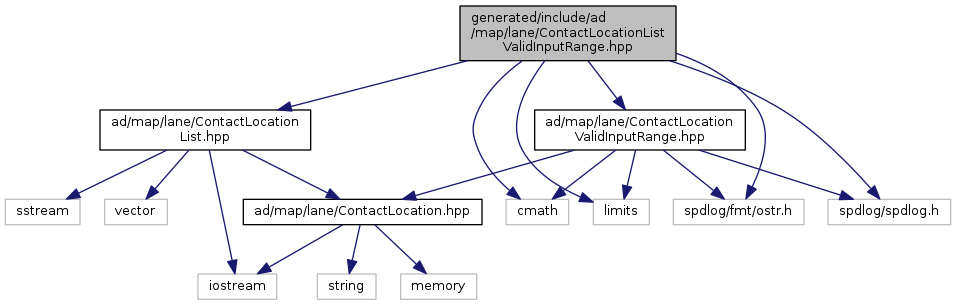 generated/include/ad
/map/lane/ContactLocationList
ValidInputRange.hpp
ad/map/lane/ContactLocation
List.hpp
ad/map/lane/ContactLocation
ValidInputRange.hpp
sstream
vector
ad/map/lane/ContactLocation.hpp
cmath
limits
spdlog/fmt/ostr.h
spdlog/spdlog.h
iostream
string
memory